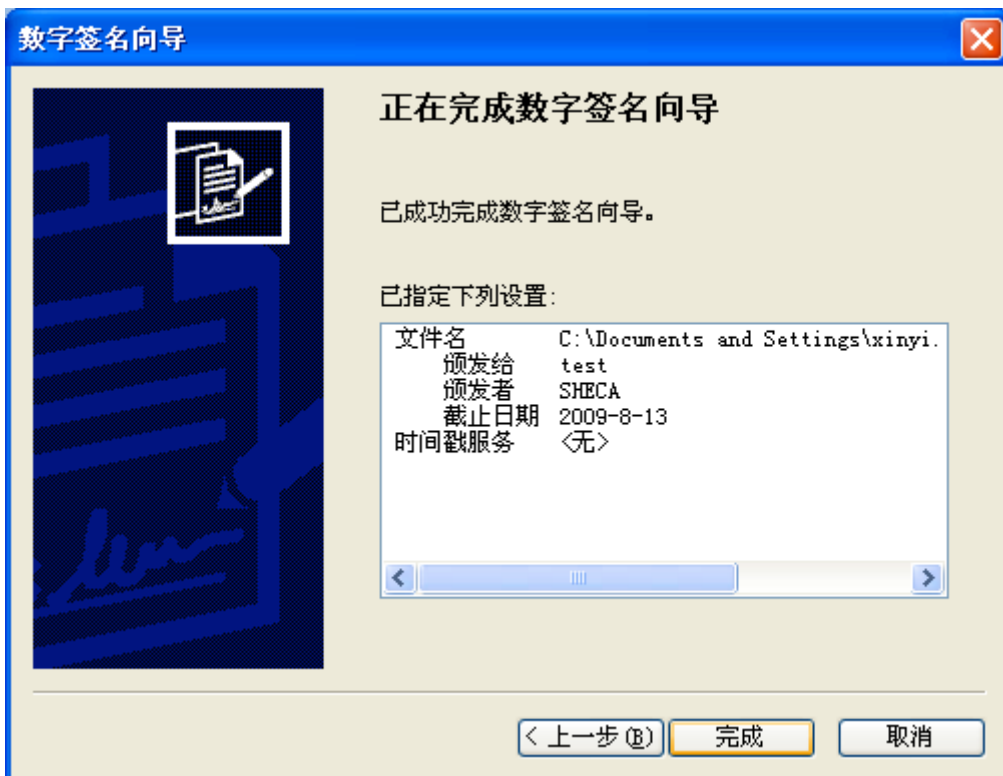 数字签名向导
正在完成数字签名向导
已成功完成数字签名向导。
已指定下列设置:
文件名 C:\Documents and Settings\xinyi.
颁发给 test
颁发者 SHECA
截止日期 2009-8-13
时间戳服务 <无>
< 上一步(B) 完成 取消